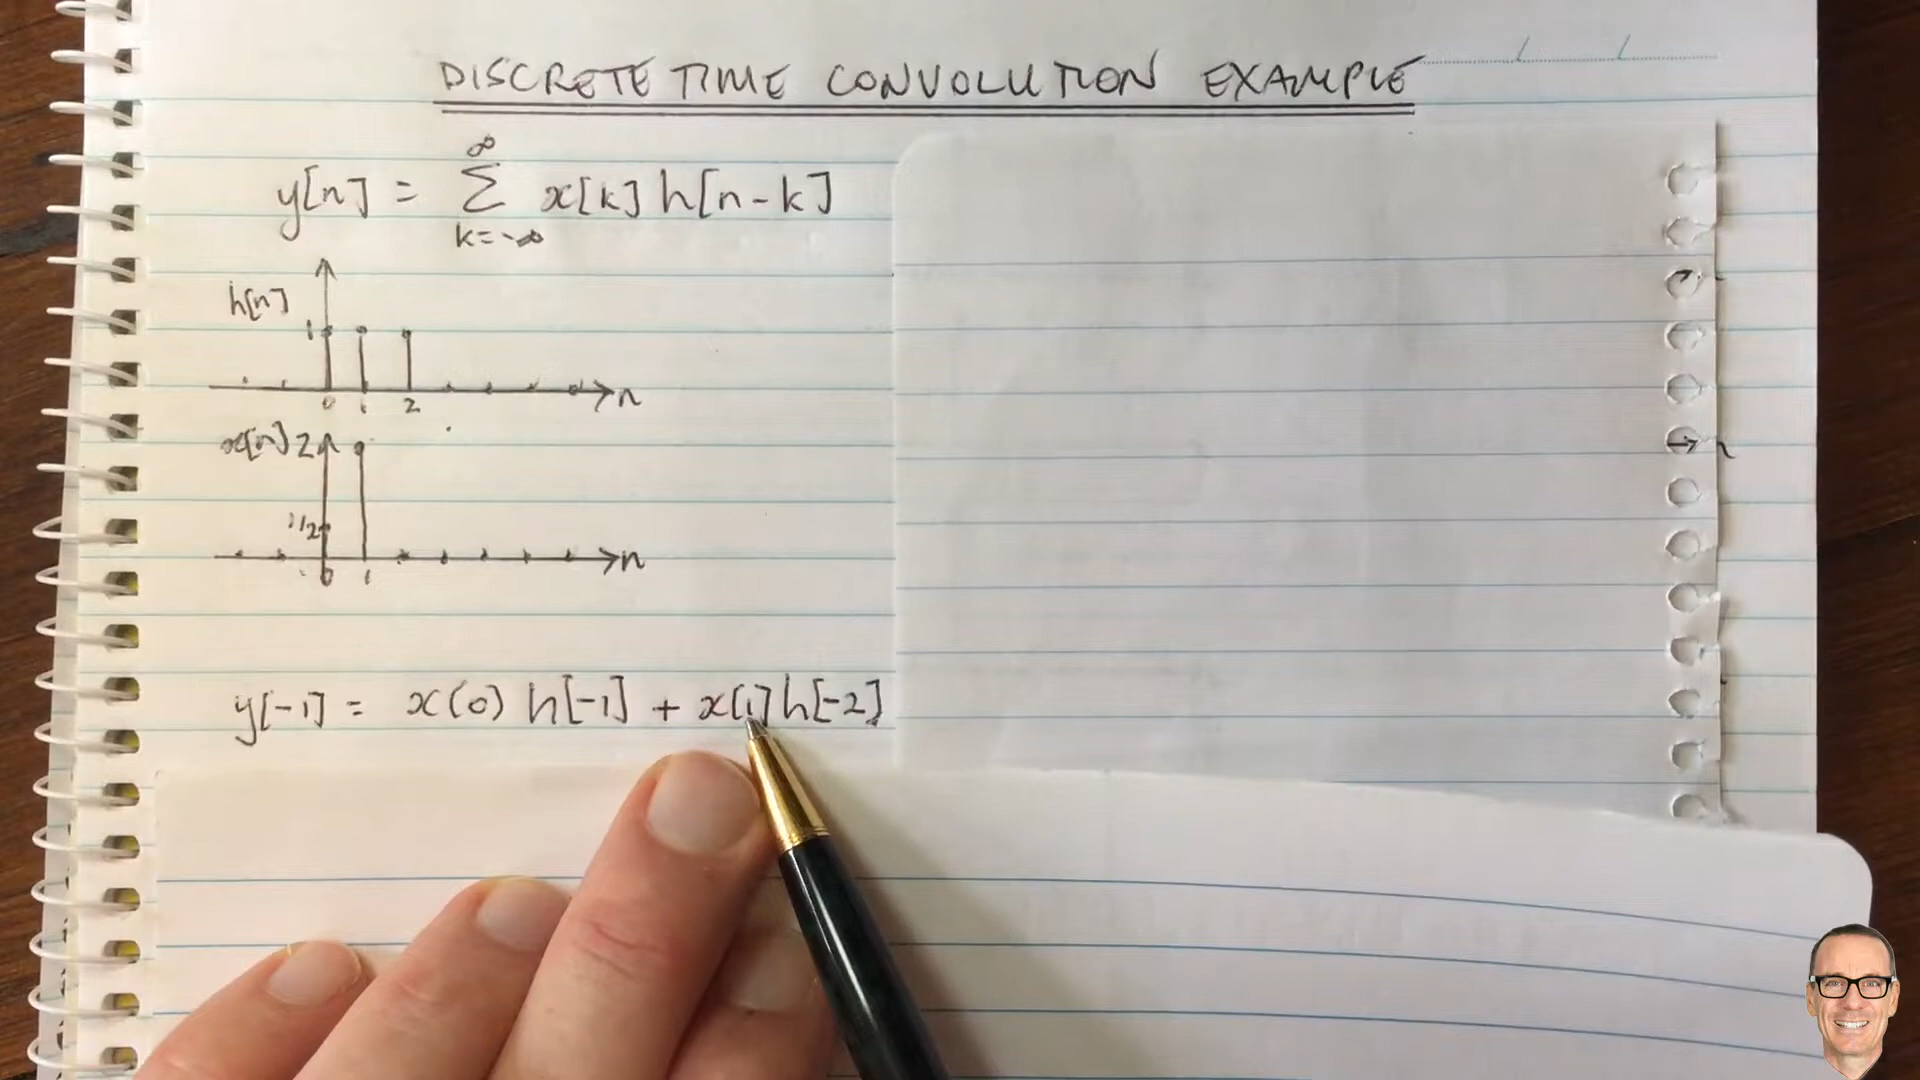 DISCRETE TIME CONVOLUTION EXAMPLE
∞
y[n] = Σ x[k] h[n-k]
k=-∞
h[n]
1
0 1 2 n
x[n] 2
1/2
0 1 n
y[-1] = x(0) h[-1] + x[1] h[-2]